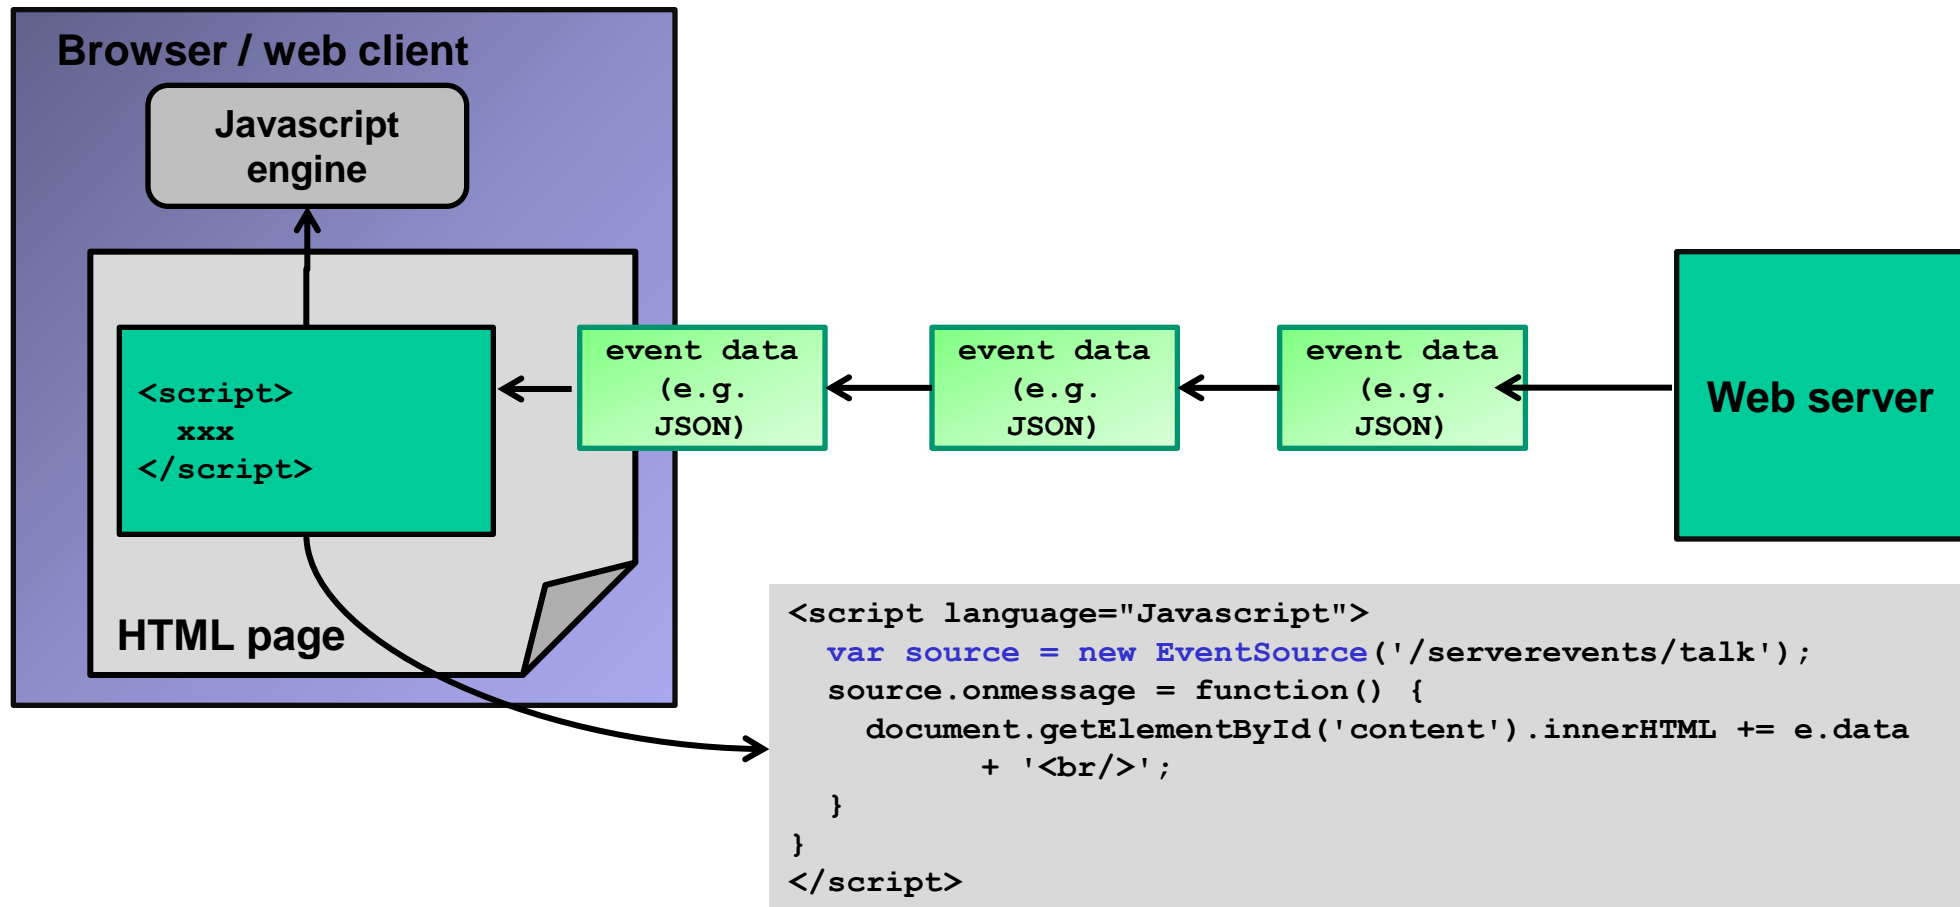 Browser / web client
Javascript
engine
<script>
xxx
</script>
HTML page
event data
(e.g.
JSON)
event data
(e.g.
JSON)
event data
(e.g.
JSON)
Web server
<script language="Javascript">
var source = new EventSource('/serverevents/talk');
source.onmessage = function() {
document.getElementById('content').innerHTML += e.data
+ '<br/>';
}
}
</script>